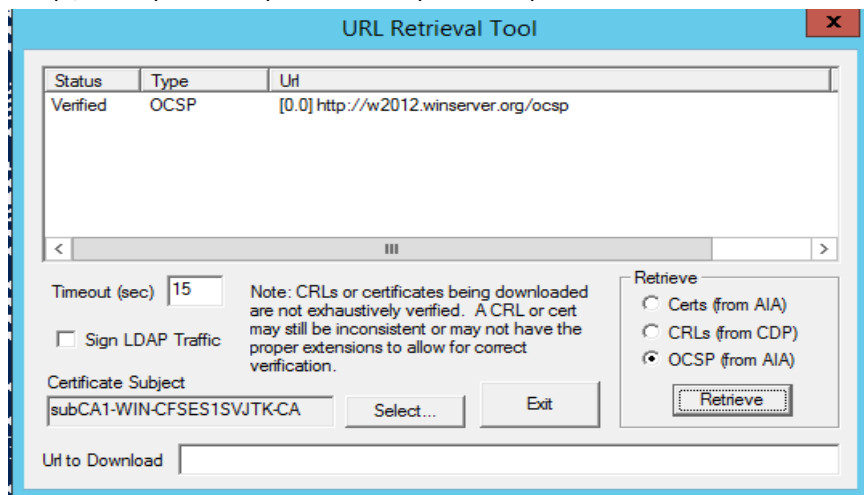 URL Retrieval Tool
x
Status Type Url
Verified OCSP [0.0] http://w2012.winserver.org/ocsp
Timeout (sec) 15
Sign LDAP Traffic
Note: CRLs or certificates being downloaded
are not exhaustively verified. A CRL or cert
may still be inconsistent or may not have the
proper extensions to allow for correct
verification.
Retrieve
Certs (from AIA)
CRLs (from CDP)
OCSP (from AIA)
Retrieve
Certificate Subject
subCA1-WIN-CFSES1SVJTK-CA
Select...
Exit
Url to Download